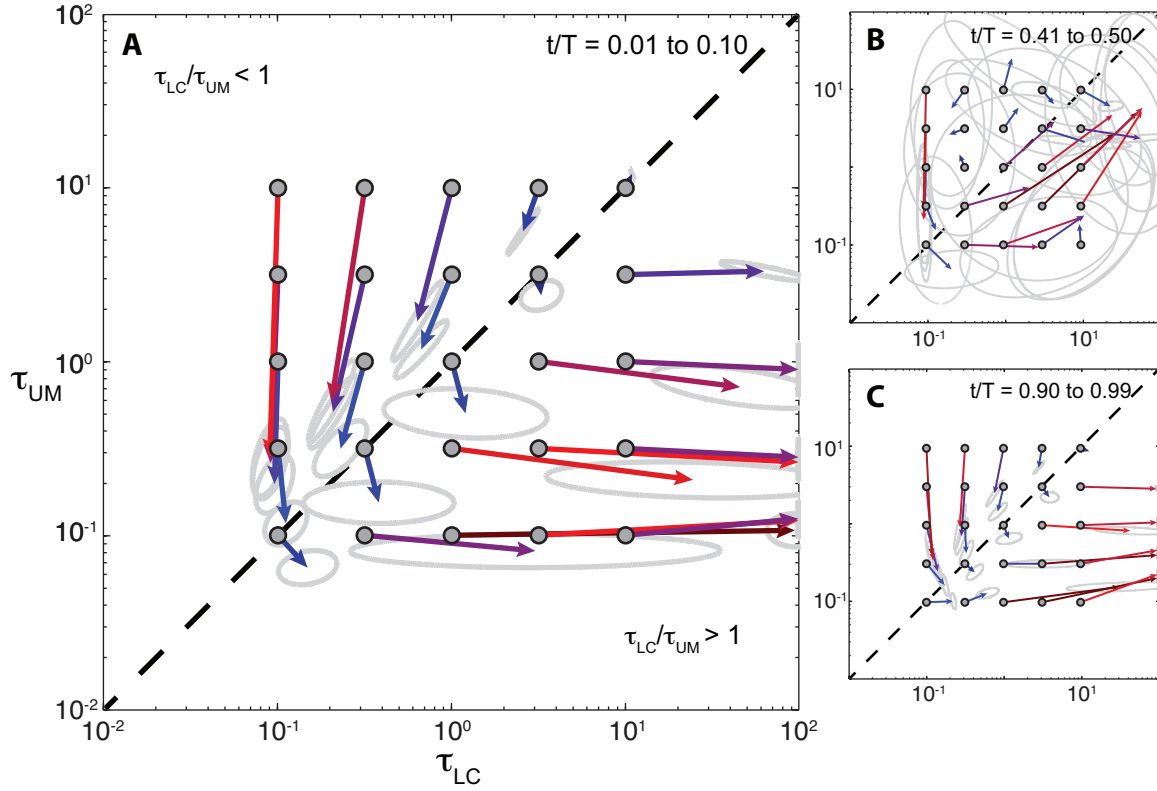 A
t/T = 0.01 to 0.10
τLC/τUM < 1
τLC/τUM > 1
10²
10¹
10⁰
10⁻¹
10⁻²
τUM
10⁻² 10⁻¹ 10⁰ 10¹ 10²
τLC
B
t/T = 0.41 to 0.50
10¹
10⁻¹
10⁻¹ 10¹
C
t/T = 0.90 to 0.99
10¹
10⁻¹
10⁻¹ 10¹